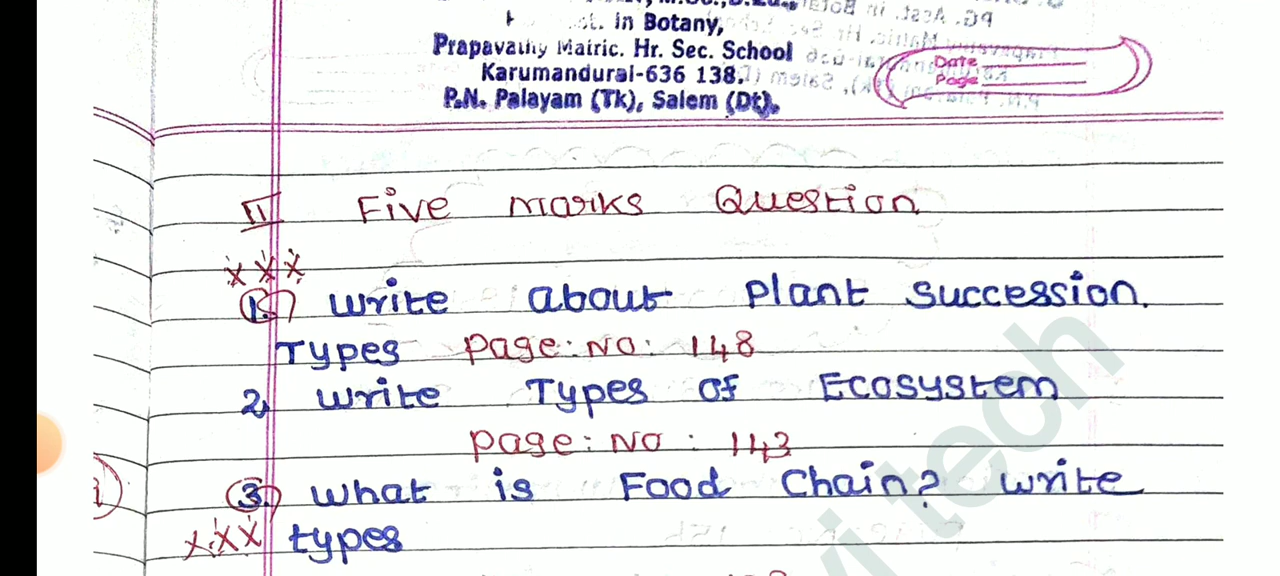 in Botany,
Prapavathy Matric. Hr. Sec. School
Karumandurai-636 138.
P.N. Palayam (Tk), Salem (Dt).
Date
Page
II Five marks Question
xxx
1. Write about Plant Succession.
Types Page: No: 148
2, Write Types of Ecosystem
Page: No : 143
3. What is Food Chain? Write
xxx types
vi tech